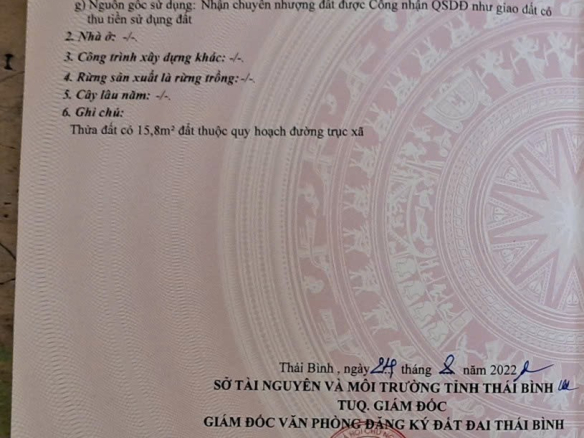 g) Nguồn gốc sử dụng: Nhận chuyển nhượng đất được Công nhận QSDĐ như giao đất có
thu tiền sử dụng đất
2. Nhà ở: -/-.
3. Công trình xây dựng khác: -/-.
4. Rừng sản xuất là rừng trồng:-/-.
5. Cây lâu năm: -/-.
6. Ghi chú:
Thửa đất có 15,8m² đất thuộc quy hoạch đường trục xã
Thái Bình, ngày 24 tháng 8 năm 2022
SỞ TÀI NGUYÊN VÀ MÔI TRƯỜNG TỈNH THÁI BÌNH
TUQ. GIÁM ĐỐC
GIÁM ĐỐC VĂN PHÒNG ĐĂNG KÝ ĐẤT ĐAI THÁI BÌNH